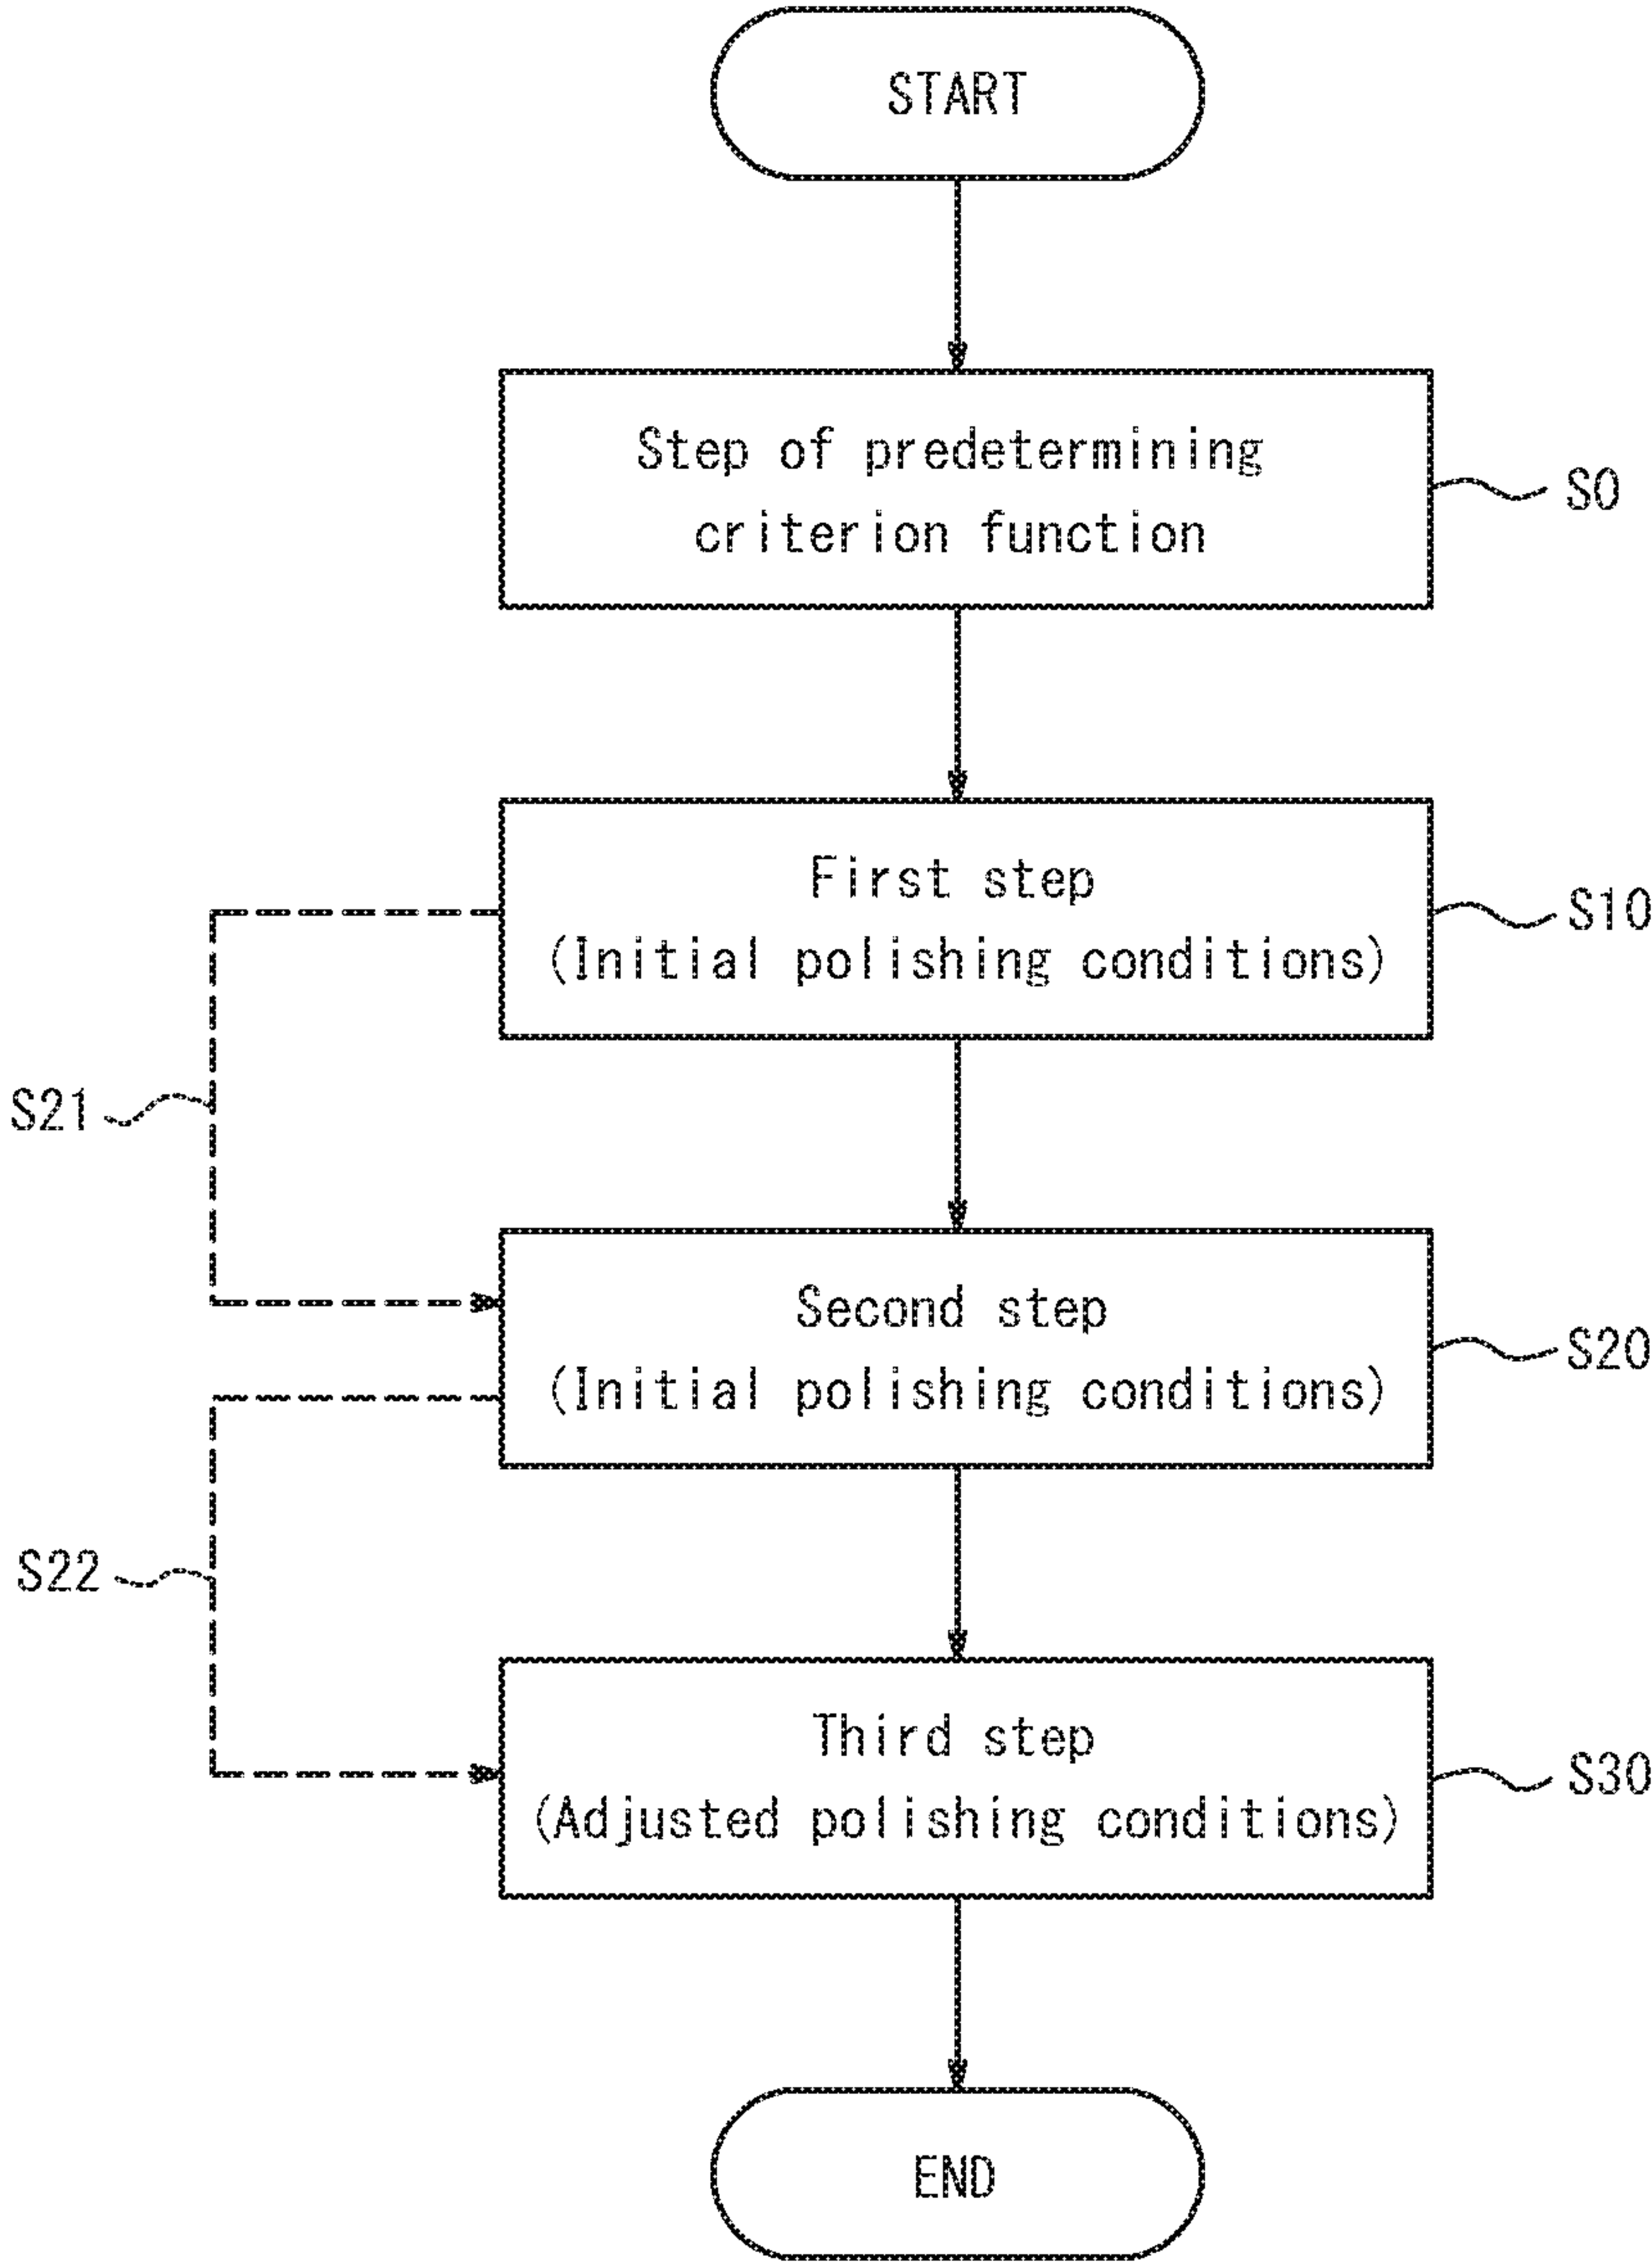 START
Step of predetermining
criterion function
S0
First step
(Initial polishing conditions)
S10
S21
Second step
(Initial polishing conditions)
S20
S22
Third step
(Adjusted polishing conditions)
S30
END